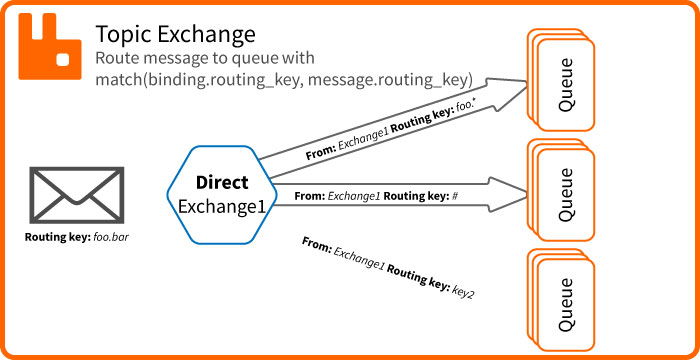 Topic Exchange
Route message to queue with
match(binding.routing_key, message.routing_key)
Queue
From: Exchange1 Routing key: foo.*
Direct
Exchange1
From: Exchange1 Routing key: #
Queue
Routing key: foo.bar
From: Exchange1 Routing key: key2
Queue